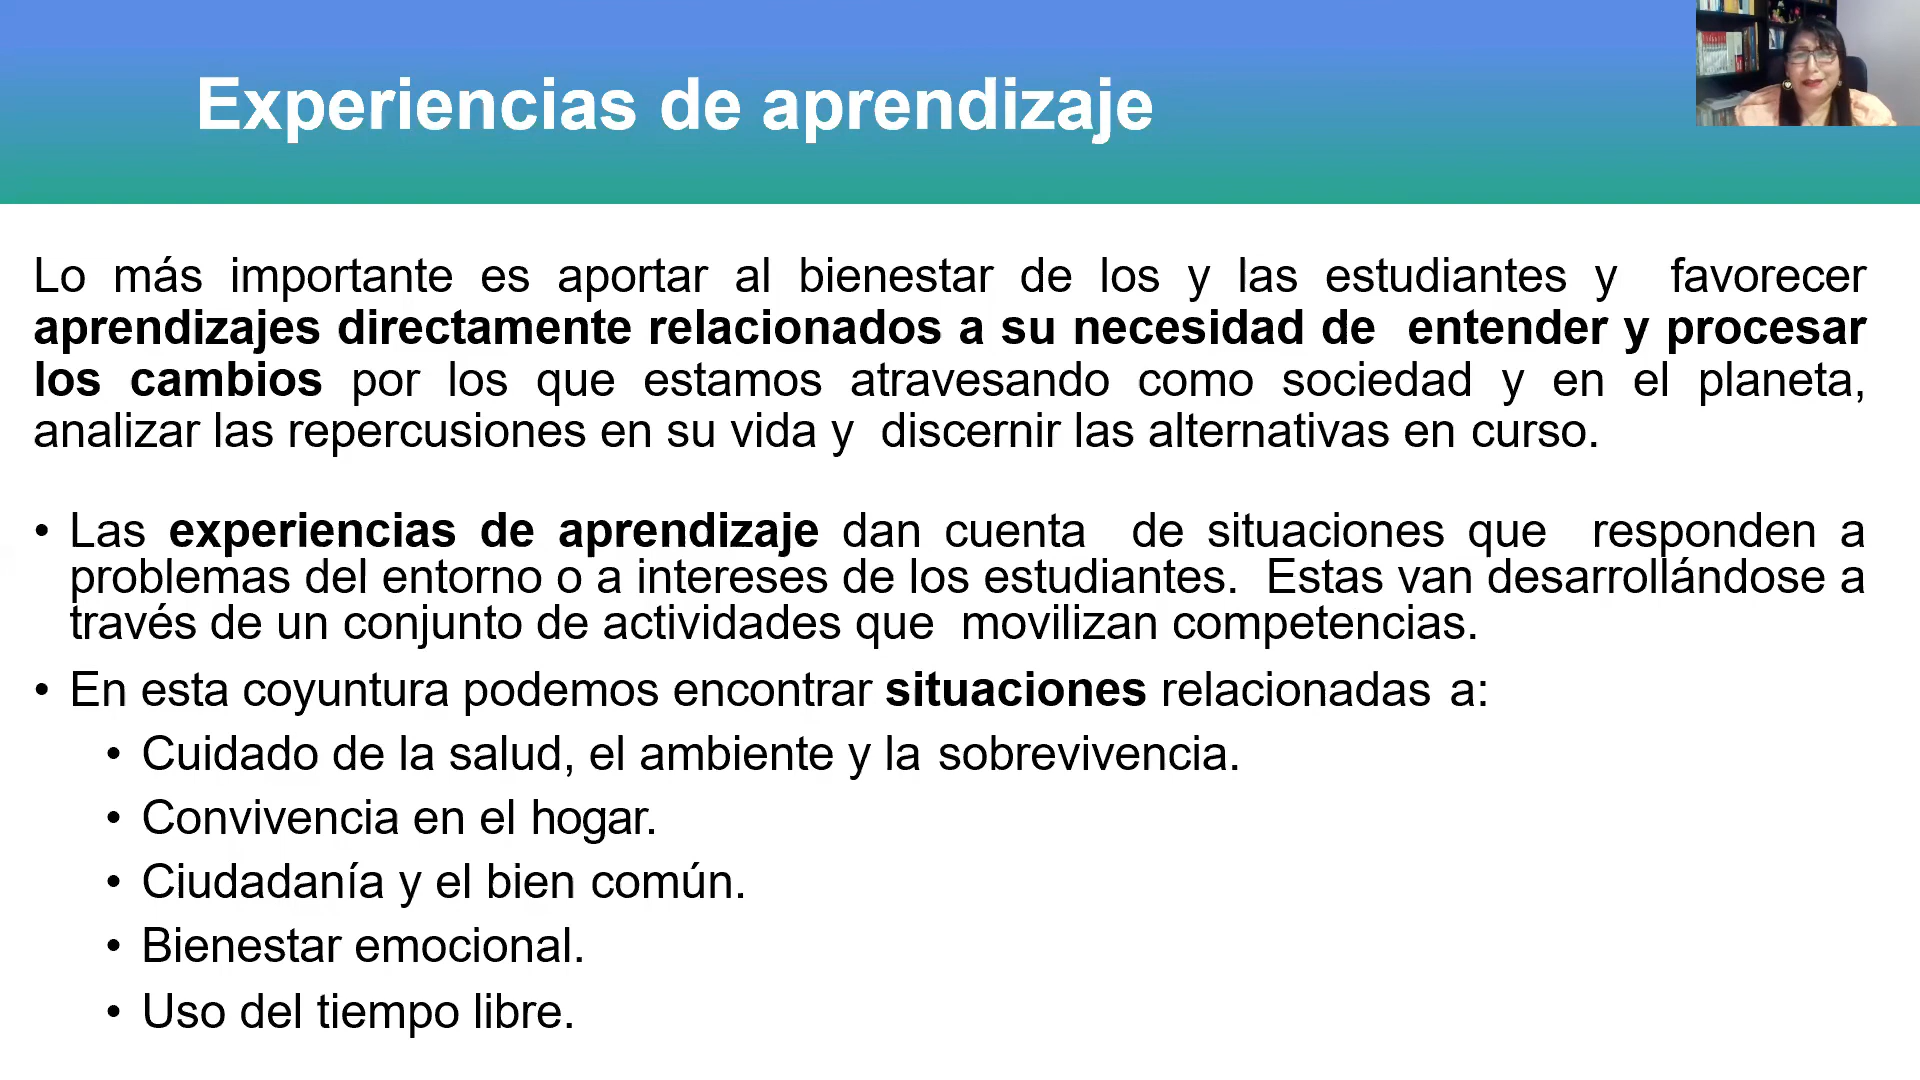 Experiencias de aprendizaje
Lo más importante es aportar al bienestar de los y las estudiantes y favorecer
aprendizajes directamente relacionados a su necesidad de entender y procesar
los cambios por los que estamos atravesando como sociedad y en el planeta,
analizar las repercusiones en su vida y discernir las alternativas en curso.
• Las experiencias de aprendizaje dan cuenta de situaciones que responden a
problemas del entorno o a intereses de los estudiantes. Estas van desarrollándose a
través de un conjunto de actividades que movilizan competencias.
• En esta coyuntura podemos encontrar situaciones relacionadas a:
• Cuidado de la salud, el ambiente y la sobrevivencia.
• Convivencia en el hogar.
• Ciudadanía y el bien común.
• Bienestar emocional.
• Uso del tiempo libre.